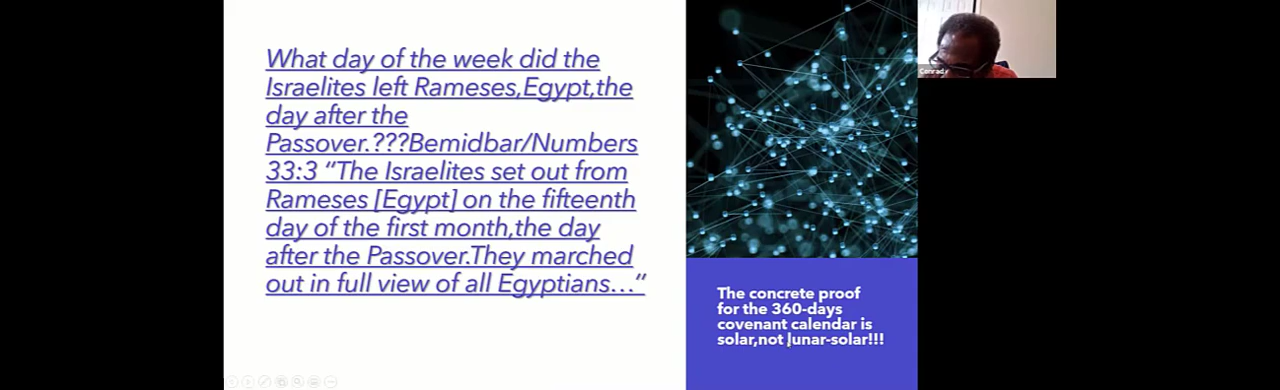 What day of the week did the
Israelites left Rameses,Egypt,the
day after the
Passover.???Bemidbar/Numbers
33:3 “The Israelites set out from
Rameses [Egypt] on the fifteenth
day of the first month,the day
after the Passover.They marched
out in full view of all Egyptians…“
The concrete proof
for the 360-days
covenant calendar is
solar,not lunar-solar!!!